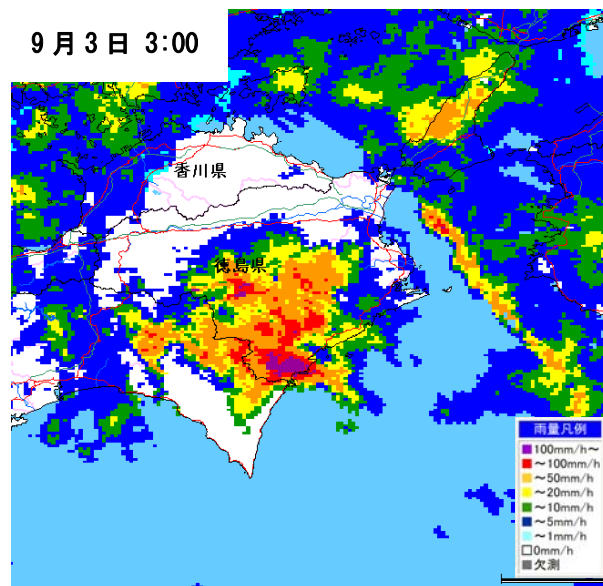 9月3日 3:00
香川県
徳島県
雨量凡例
100mm/h～
～100mm/h
～50mm/h
～20mm/h
～10mm/h
～5mm/h
～1mm/h
0mm/h
欠測